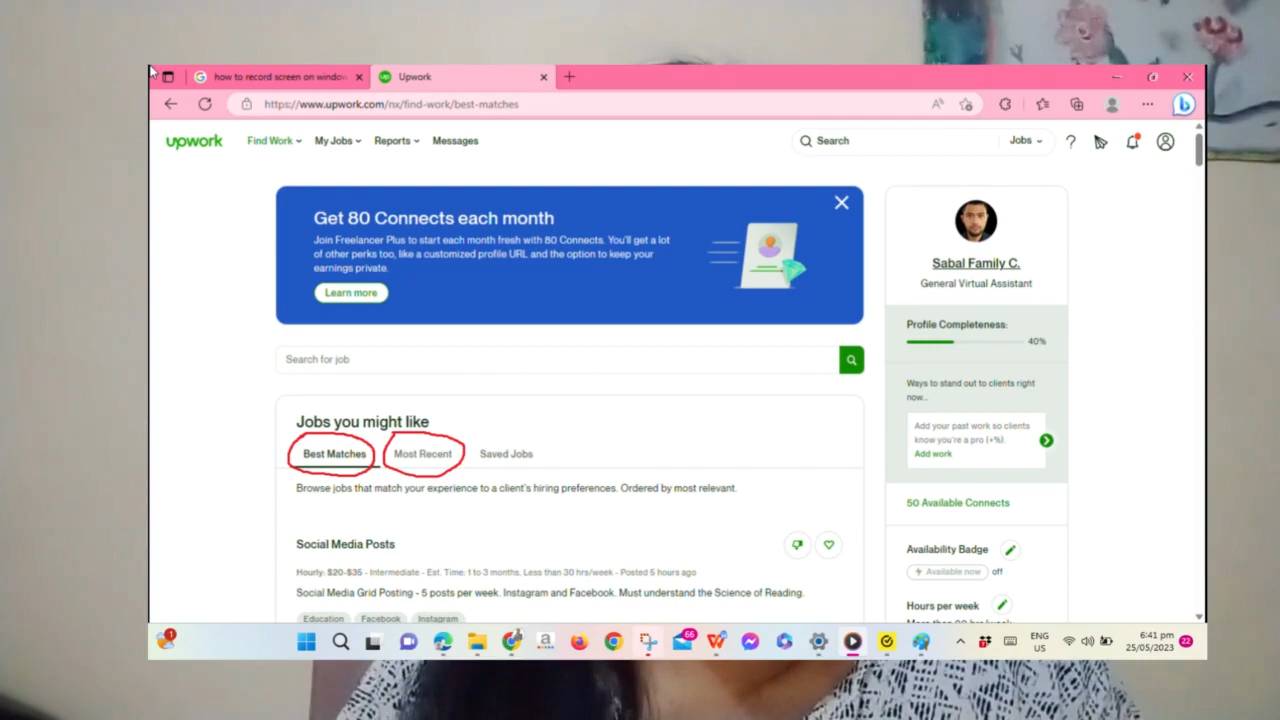 how to record screen on window
Upwork
https://www.upwork.com/nx/find-work/best-matches
upwork
Find Work
My Jobs
Reports
Messages
Search
Jobs
Get 80 Connects each month
Join Freelancer Plus to start each month fresh with 80 Connects. You'll get a lot
of other perks too, like a customized profile URL and the option to keep your
earnings private.
Learn more
Sabal Family C.
General Virtual Assistant
Profile Completeness:
40%
Search for job
Ways to stand out to clients right
now...
Add your past work so clients
know you're a pro (+%).
Add work
Jobs you might like
Best Matches
Most Recent
Saved Jobs
Browse jobs that match your experience to a client's hiring preferences. Ordered by most relevant.
50 Available Connects
Social Media Posts
Hourly: $20-$35 - Intermediate - Est. Time: 1 to 3 months, Less than 30 hrs/week - Posted 5 hours ago
Social Media Grid Posting - 5 posts per week. Instagram and Facebook. Must understand the Science of Reading.
Education
Facebook
Instagram
Availability Badge
Available now
off
Hours per week
1
66
ENG
US
6:41 pm
25/05/2023
22